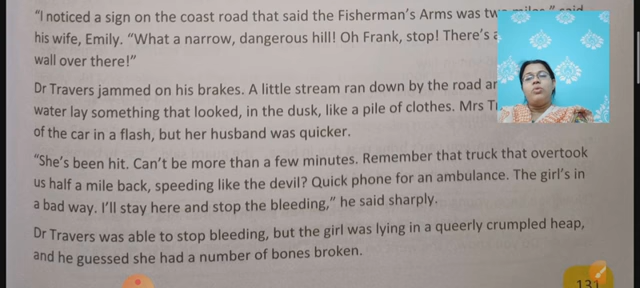 "I noticed a sign on the coast road that said the Fisherman's Arms was two miles," said
his wife, Emily. "What a narrow, dangerous hill! Oh Frank, stop! There's
wall over there!"
Dr Travers jammed on his brakes. A little stream ran down by the road
water lay something that looked, in the dusk, like a pile of clothes. Mrs
of the car in a flash, but her husband was quicker.
"She's been hit. Can't be more than a few minutes. Remember that truck that overtook
us half a mile back, speeding like the devil? Quick phone for an ambulance. The girl's in
a bad way. I'll stay here and stop the bleeding," he said sharply.
Dr Travers was able to stop bleeding, but the girl was lying in a queerly crumpled heap,
and he guessed she had a number of bones broken.
131